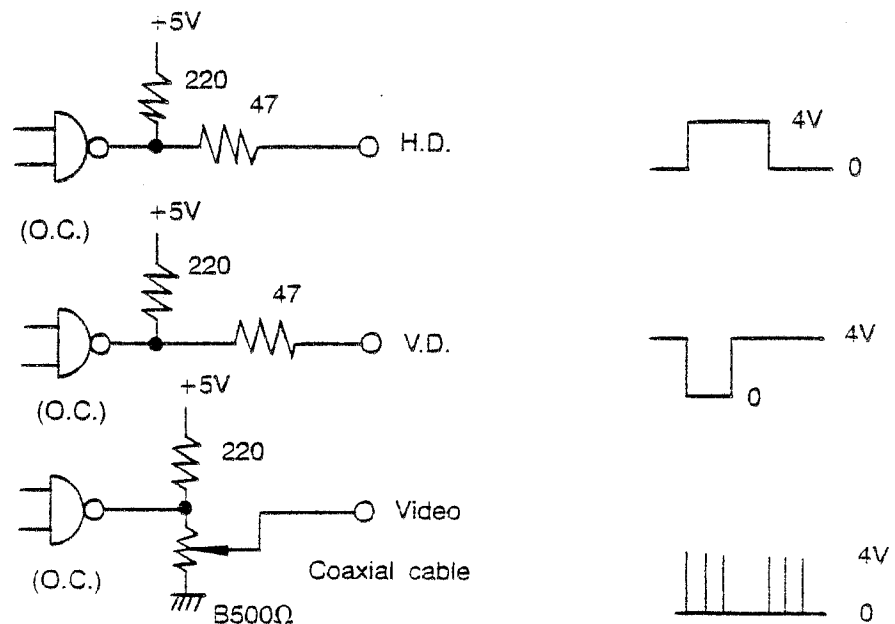 +5V
220
47
H.D.
4V
0
(O.C.)
+5V
220
47
V.D.
4V
0
(O.C.)
+5V
220
Video
Coaxial cable
4V
(O.C.)
B500Ω
0